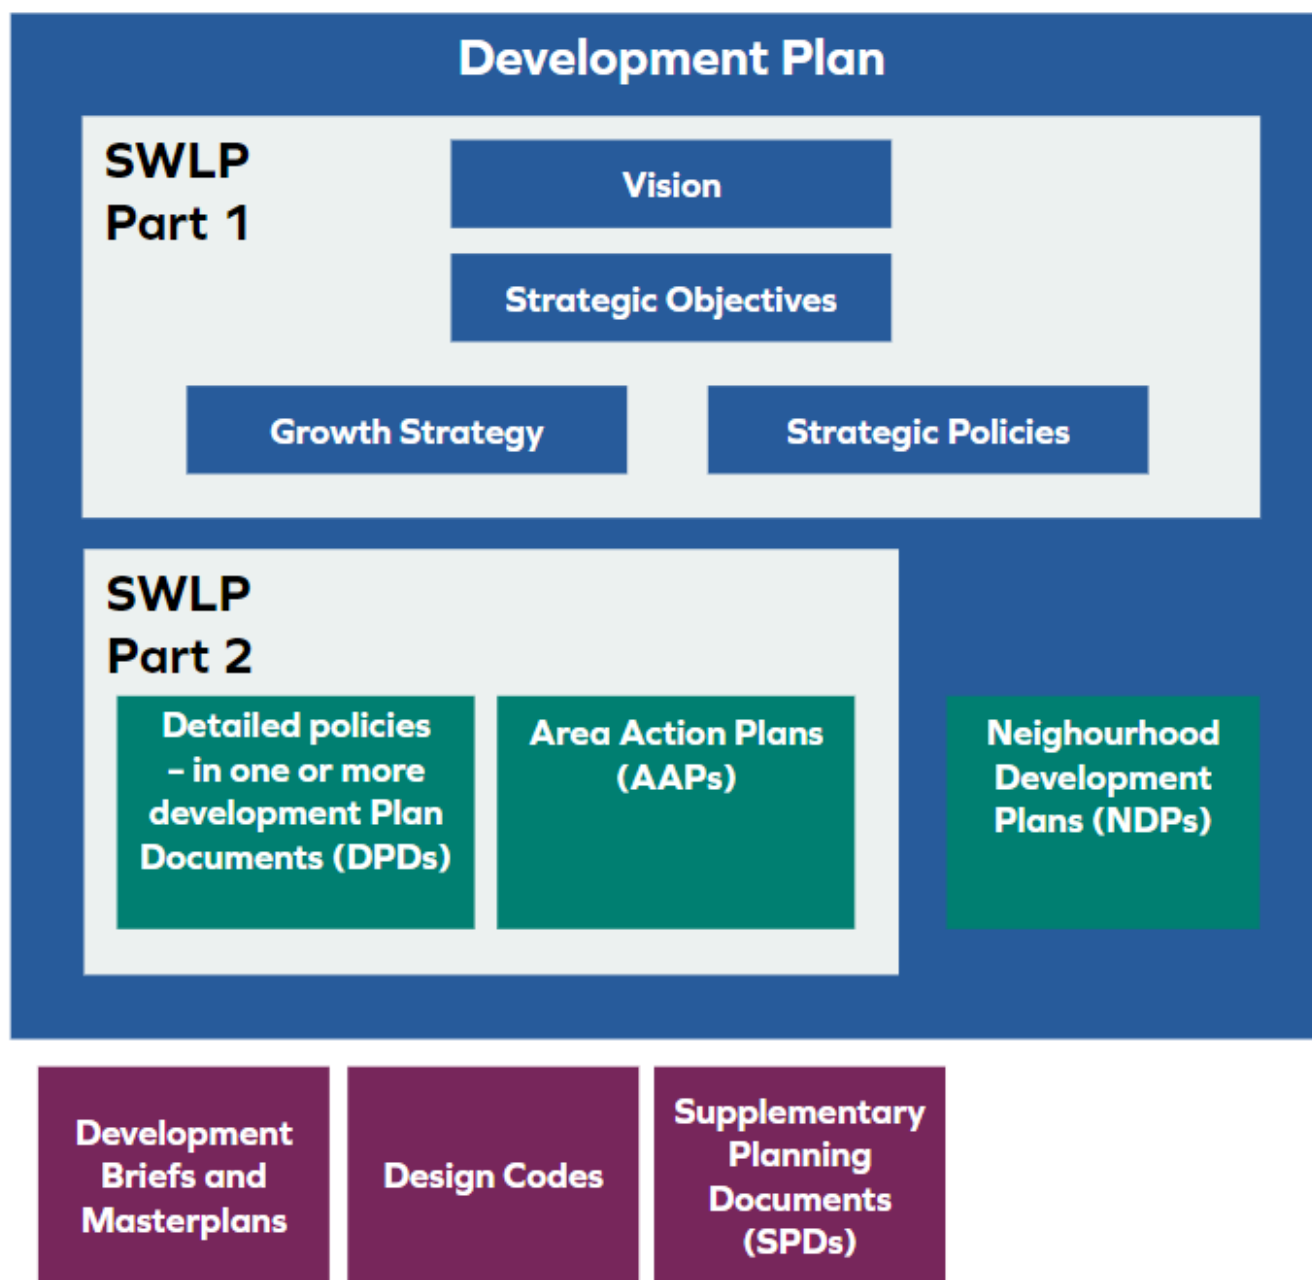 Development Plan
SWLP
Part 1
Vision
Strategic Objectives
Growth Strategy
Strategic Policies
SWLP
Part 2
Detailed policies
– in one or more
development Plan
Documents (DPDs)
Area Action Plans
(AAPs)
Neighourhood
Development
Plans (NDPs)
Development
Briefs and
Masterplans
Design Codes
Supplementary
Planning
Documents
(SPDs)